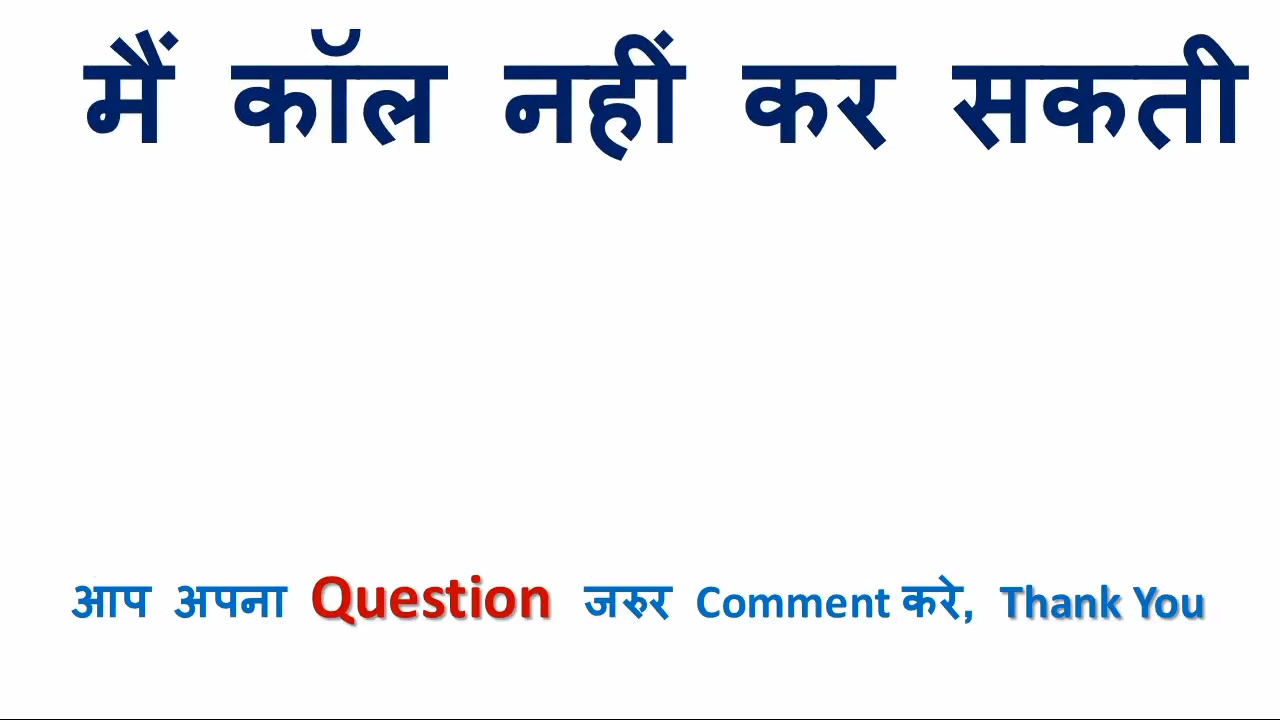 मैं कॉल नहीं कर सकती
आप अपना Question जरुर Comment करे, Thank You